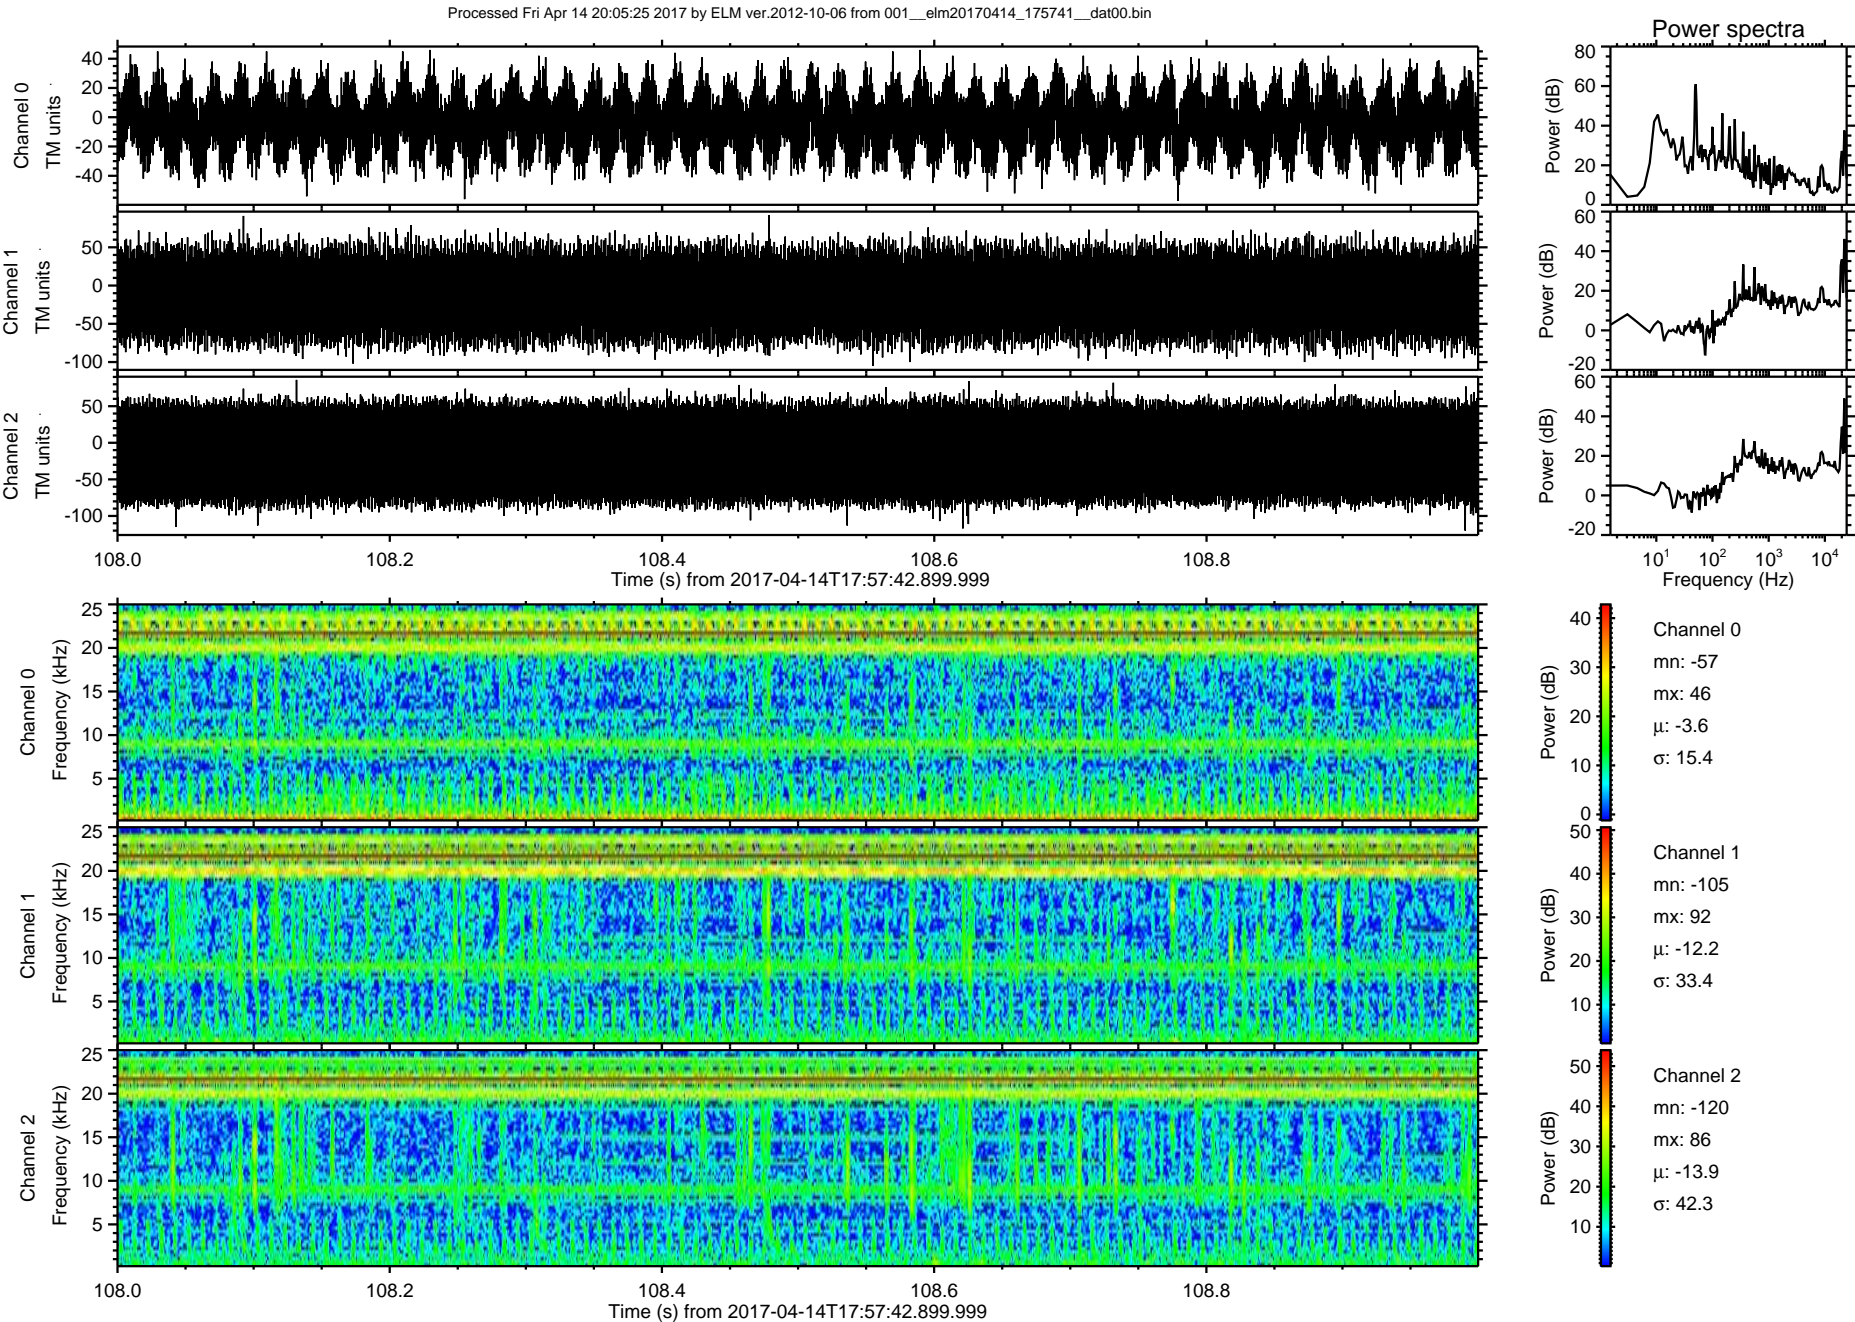 Processed Fri Apr 14 20:05:25 2017 by ELM ver.2012-10-06 from 001__elm20170414_175741__dat00.bin
Power spectra
Channel 0
TM units
40
20
0
-20
-40
Power (dB)
80
60
40
20
0
Channel 1
TM units
50
0
-50
-100
Power (dB)
60
40
20
0
-20
Channel 2
TM units
50
0
-50
-100
Power (dB)
60
40
20
0
-20
108.0 108.2 108.4 108.6 108.8
Time (s) from 2017-04-14T17:57:42.899.999
10^1 10^2 10^3 10^4
Frequency (Hz)
Channel 0
Frequency (kHz)
25
20
15
10
5
Power (dB)
40
30
20
10
0
Channel 0
mn: -57
mx: 46
μ: -3.6
σ: 15.4
Channel 1
Frequency (kHz)
25
20
15
10
5
Power (dB)
50
40
30
20
10
Channel 1
mn: -105
mx: 92
μ: -12.2
σ: 33.4
Channel 2
Frequency (kHz)
25
20
15
10
5
Power (dB)
50
40
30
20
10
Channel 2
mn: -120
mx: 86
μ: -13.9
σ: 42.3
108.0 108.2 108.4 108.6 108.8
Time (s) from 2017-04-14T17:57:42.899.999